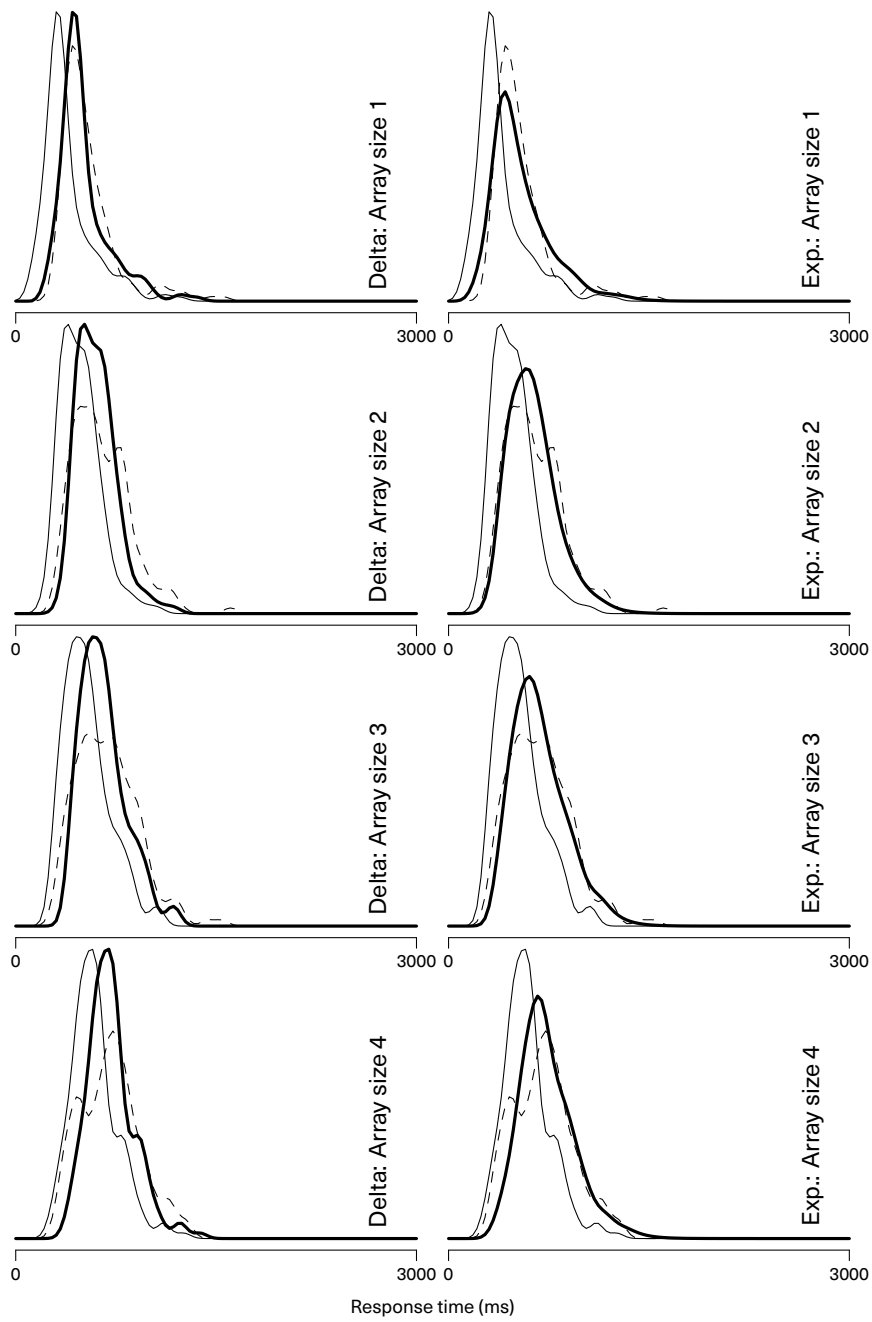 Delta: Array size 1
Exp.: Array size 1
0 3000 0 3000
Delta: Array size 2
Exp.: Array size 2
0 3000 0 3000
Delta: Array size 3
Exp.: Array size 3
0 3000 0 3000
Delta: Array size 4
Exp.: Array size 4
0 3000 0 3000
Response time (ms)